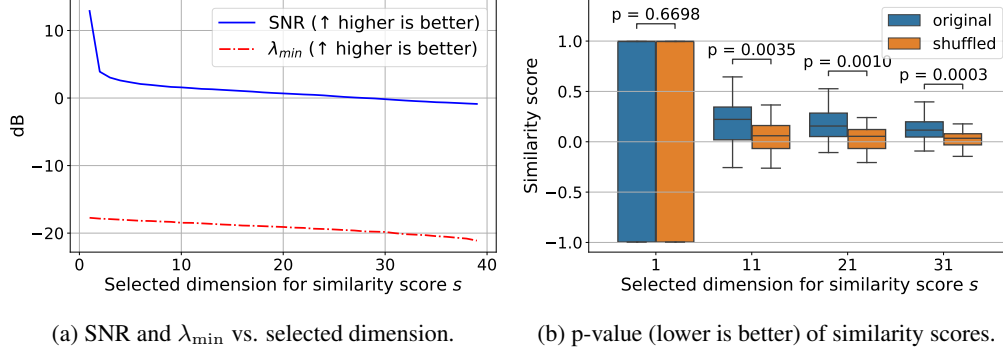 10
0
−10
−20
dB
SNR (↑ higher is better)
λmin (↑ higher is better)
0 10 20 30 40
Selected dimension for similarity score s
(a) SNR and λmin vs. selected dimension.
p = 0.6698
original
shuffled
p = 0.0035
p = 0.0010
p = 0.0003
1.0
0.5
0.0
−0.5
−1.0
Similarity score
1 11 21 31
Selected dimension for similarity score s
(b) p-value (lower is better) of similarity scores.